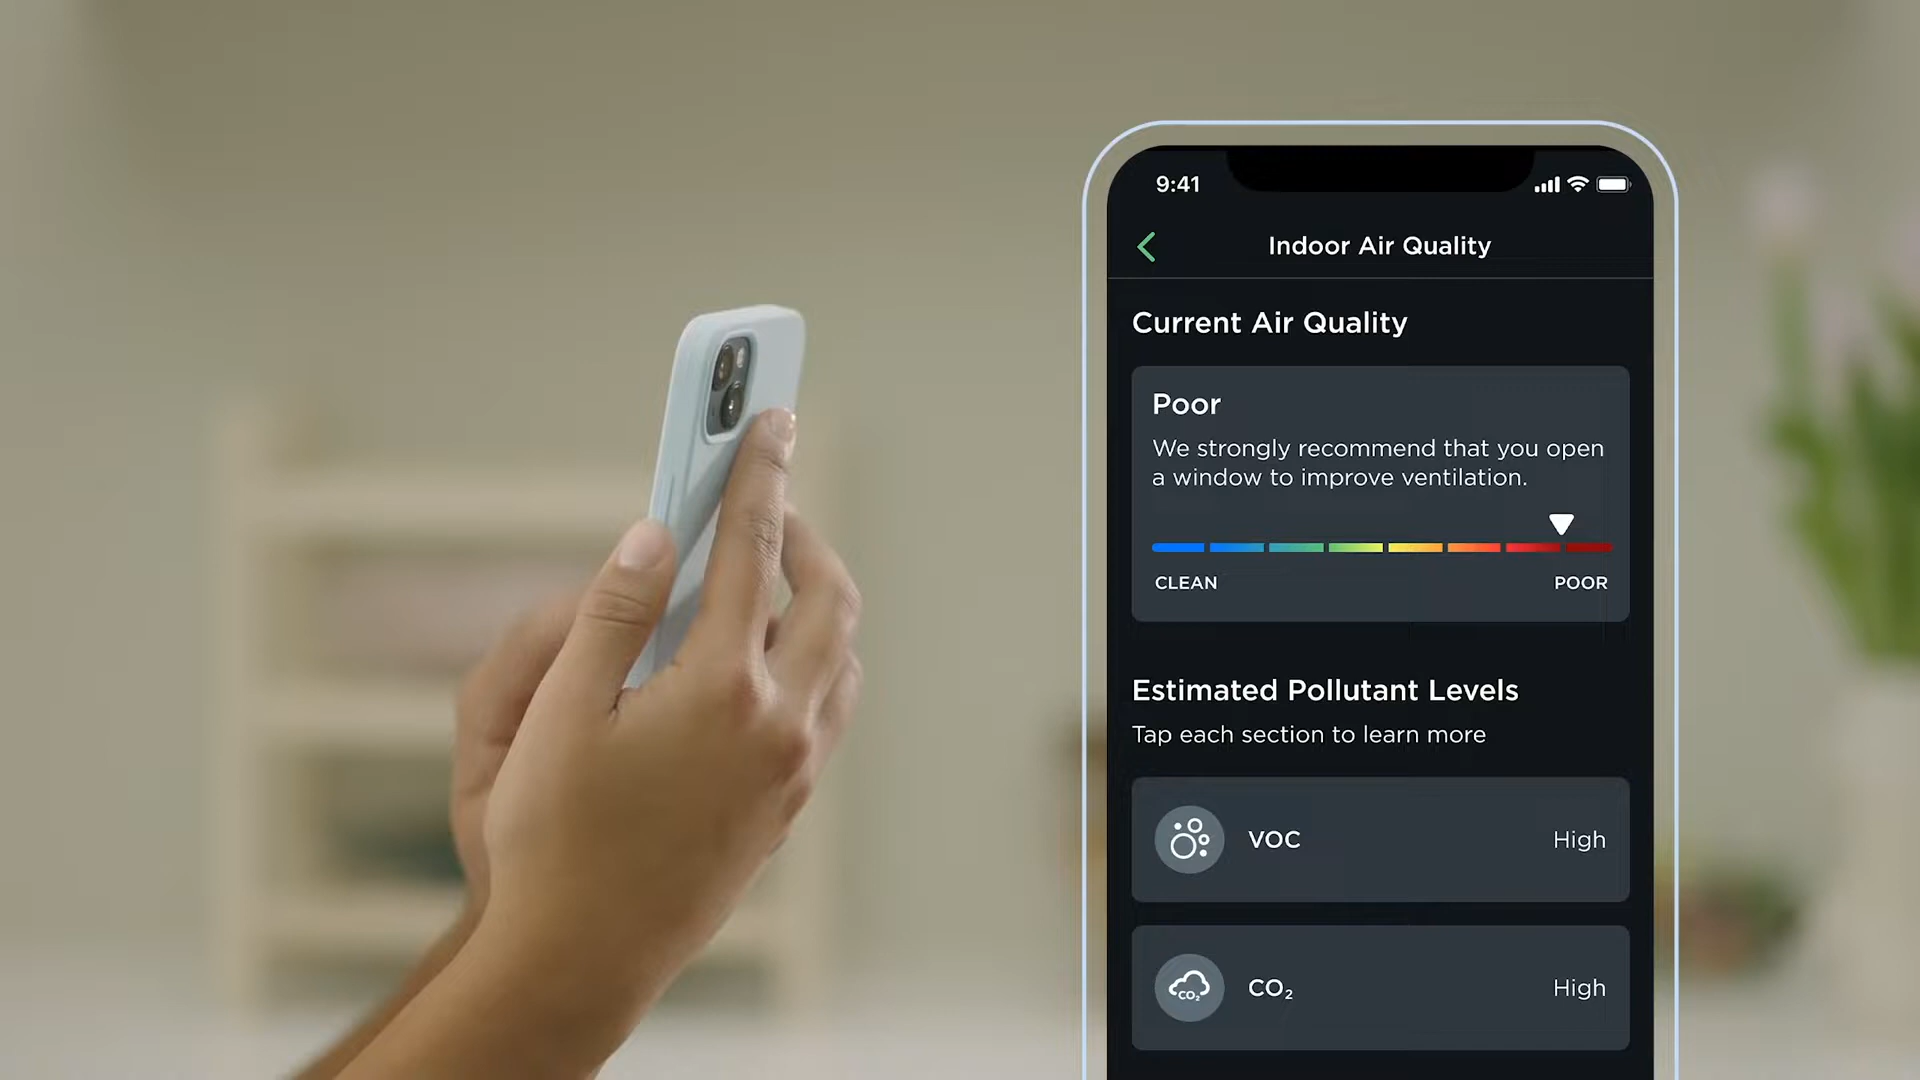 9:41
Indoor Air Quality
Current Air Quality
Poor
We strongly recommend that you open
a window to improve ventilation.
CLEAN
POOR
Estimated Pollutant Levels
Tap each section to learn more
VOC
High
CO₂
CO₂
High